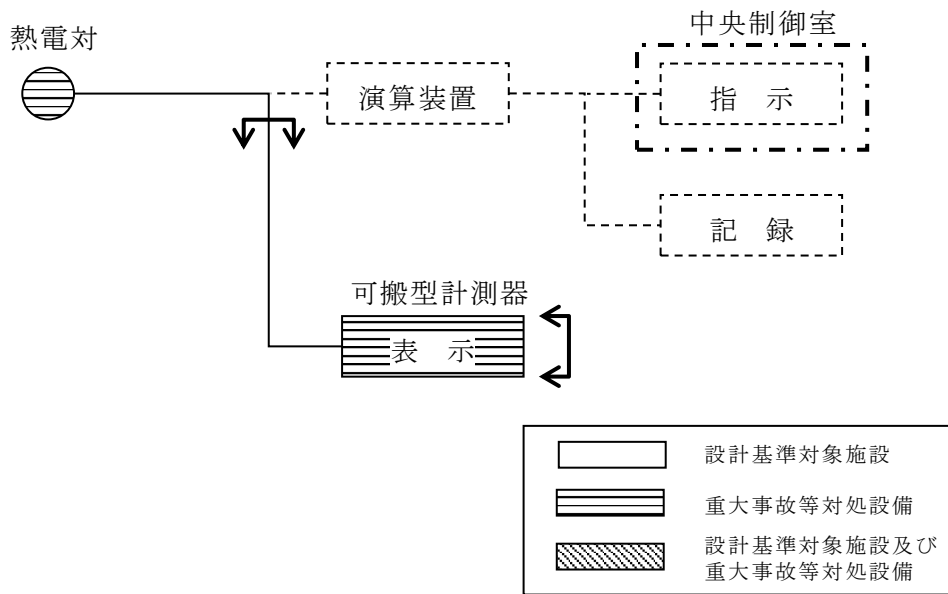 中央制御室
熱電対
演算装置
指 示
記 録
可搬型計測器
表 示
設計基準対象施設
重大事故等対処設備
設計基準対象施設及び
重大事故等対処設備